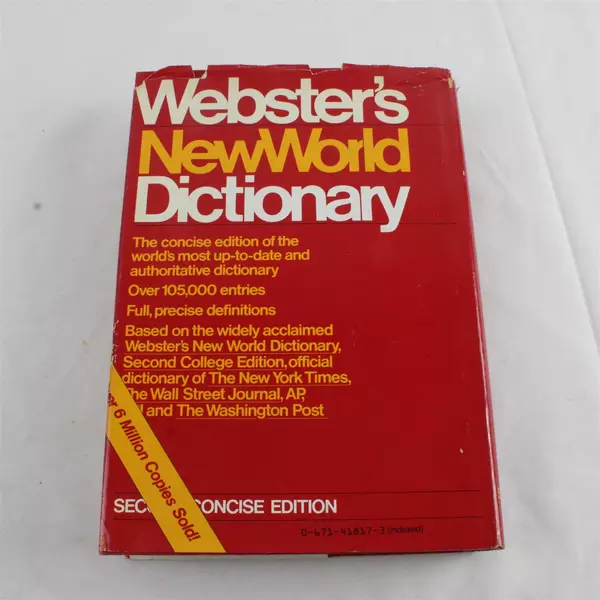 Webster's
NewWorld
Dictionary
The concise edition of the
world's most up-to-date and
authoritative dictionary
Over 105,000 entries
Full, precise definitions
Based on the widely acclaimed
Webster's New World Dictionary,
Second College Edition, official
dictionary of The New York Times,
The Wall Street Journal, AP,
and The Washington Post
6 Million Copies Sold!
CONCISE EDITION
0-671-41817-3 (indexed)